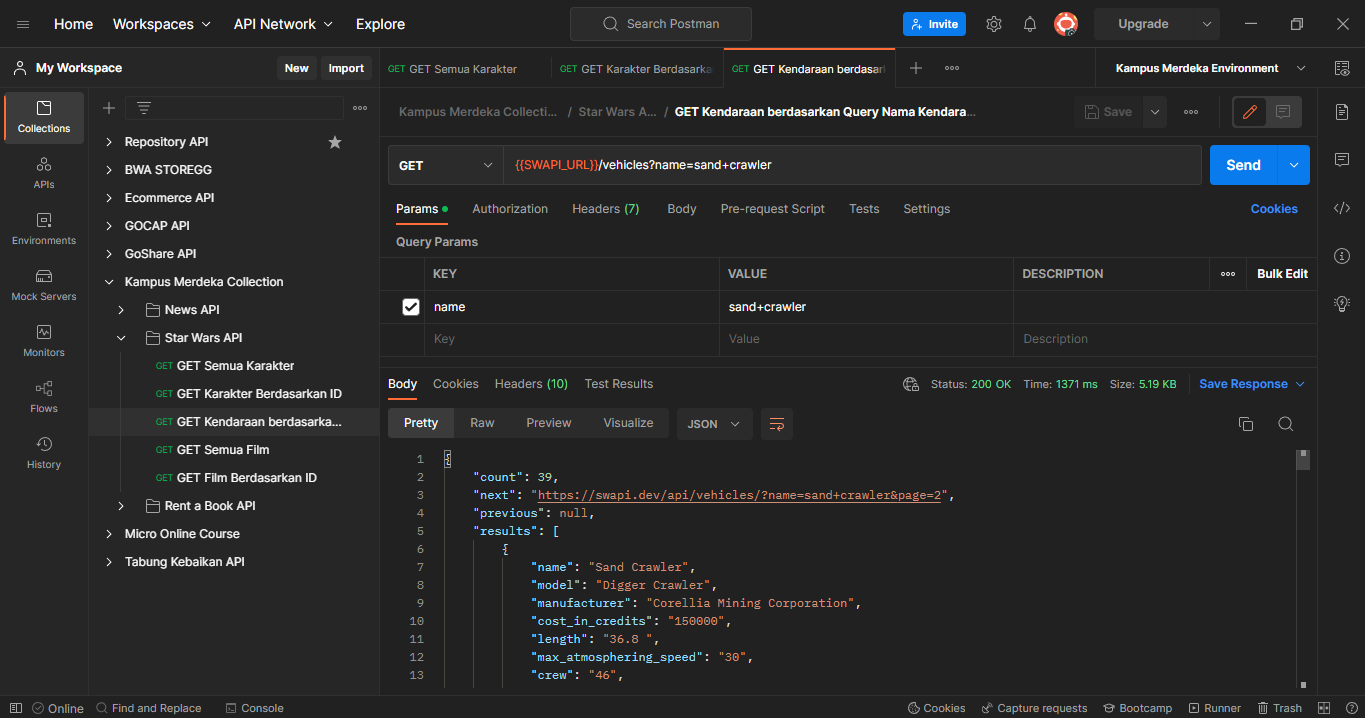 Home Workspaces API Network Explore Search Postman Invite Upgrade
My Workspace New Import GET GET Semua Karakter GET GET Karakter Berdasarka GET GET Kendaraan berdasar Kampus Merdeka Environment
Collections
APIs
Environments
Mock Servers
Monitors
Flows
History
Repository API
BWA STOREGG
Ecommerce API
GOCAP API
GoShare API
Kampus Merdeka Collection
News API
Star Wars API
GET GET Semua Karakter
GET GET Karakter Berdasarkan ID
GET GET Kendaraan berdasarka...
GET GET Semua Film
GET GET Film Berdasarkan ID
Rent a Book API
Micro Online Course
Tabung Kebaikan API
Kampus Merdeka Collecti... / Star Wars A... / GET Kendaraan berdasarkan Query Nama Kendara... Save
GET {{SWAPI_URL}}/vehicles?name=sand+crawler Send
Params Authorization Headers (7) Body Pre-request Script Tests Settings Cookies
Query Params
KEY VALUE DESCRIPTION Bulk Edit
name sand+crawler
Key Value Description
Body Cookies Headers (10) Test Results Status: 200 OK Time: 1371 ms Size: 5.19 KB Save Response
Pretty Raw Preview Visualize JSON
1 {
2 "count": 39,
3 "next": "https://swapi.dev/api/vehicles/?name=sand+crawler&page=2",
4 "previous": null,
5 "results": [
6 {
7 "name": "Sand Crawler",
8 "model": "Digger Crawler",
9 "manufacturer": "Corellia Mining Corporation",
10 "cost_in_credits": "150000",
11 "length": "36.8 ",
12 "max_atmosphering_speed": "30",
13 "crew": "46",
Online Find and Replace Console Cookies Capture requests Bootcamp Runner Trash